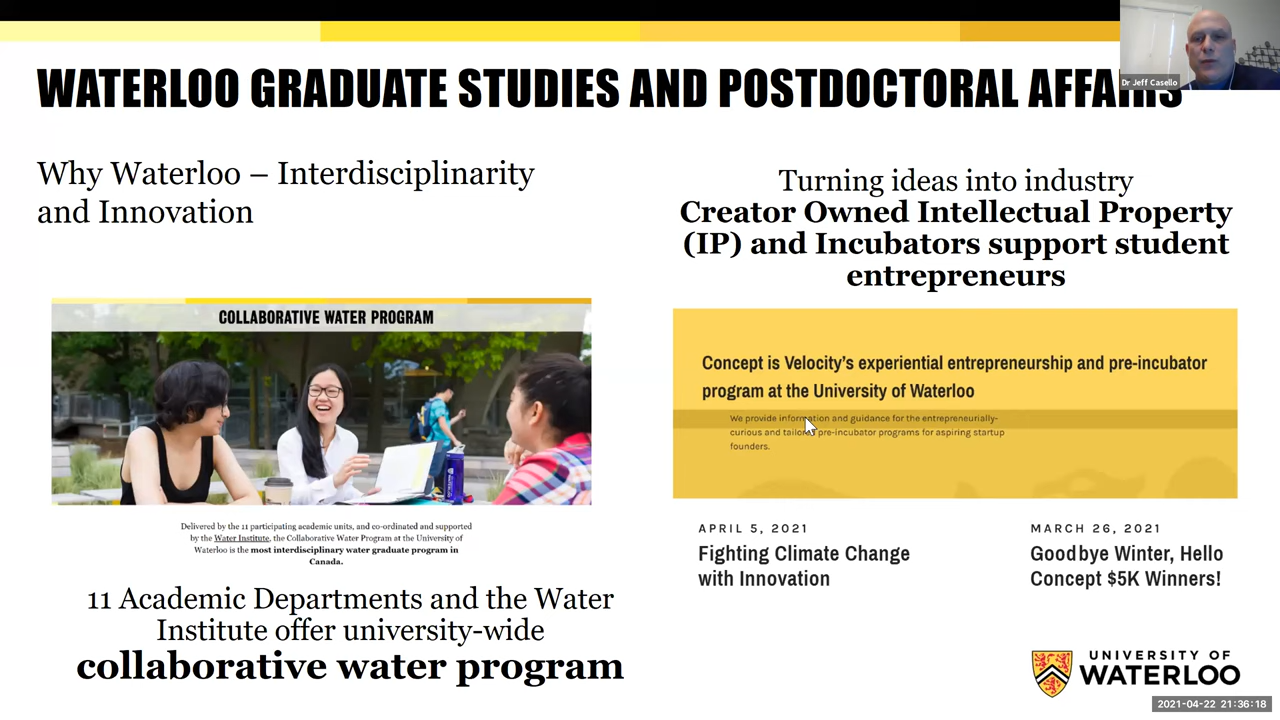 WATERLOO GRADUATE STUDIES AND POSTDOCTORAL AFFAIRS
Dr Jeff Casello
Why Waterloo – Interdisciplinarity
and Innovation
COLLABORATIVE WATER PROGRAM
Delivered by the 11 participating academic units, and co-ordinated and supported
by the Water Institute, the Collaborative Water Program at the University of
Waterloo is the most interdisciplinary water graduate program in
Canada.
11 Academic Departments and the Water
Institute offer university-wide
collaborative water program
Turning ideas into industry
Creator Owned Intellectual Property
(IP) and Incubators support student
entrepreneurs
Concept is Velocity's experiential entrepreneurship and pre-incubator
program at the University of Waterloo
We provide information and guidance for the entrepreneurially-
curious and tailored pre-incubator programs for aspiring startup
founders.
APRIL 5, 2021
Fighting Climate Change
with Innovation
MARCH 26, 2021
Goodbye Winter, Hello
Concept $5K Winners!
UNIVERSITY OF
WATERLOO
2021-04-22 21:36:18